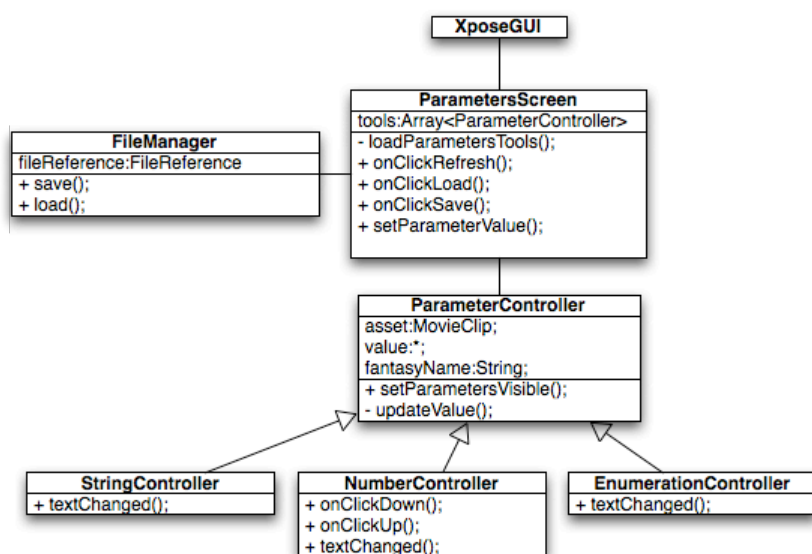 XposeGUI
ParametersScreen
tools:Array<ParameterController>
- loadParametersTools();
+ onClickRefresh();
+ onClickLoad();
+ onClickSave();
+ setParameterValue();
FileManager
fileReference:FileReference
+ save();
+ load();
ParameterController
asset:MovieClip;
value:*;
fantasyName:String;
+ setParametersVisible();
- updateValue();
StringController
+ textChanged();
NumberController
+ onClickDown();
+ onClickUp();
+ textChanged();
EnumerationController
+ textChanged();